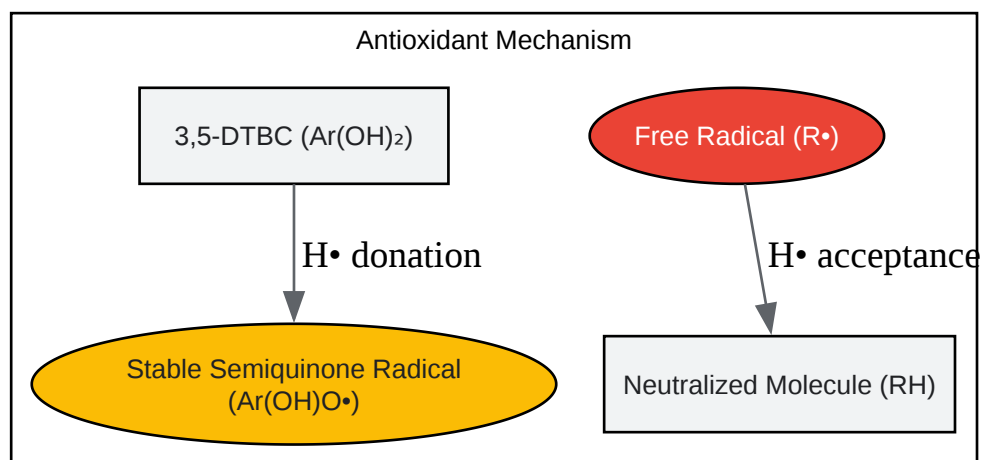 Antioxidant Mechanism
3,5-DTBC (Ar(OH)₂)
Free Radical (R•)
H• donation
H• acceptance
Stable Semiquinone Radical
(Ar(OH)O•)
Neutralized Molecule (RH)